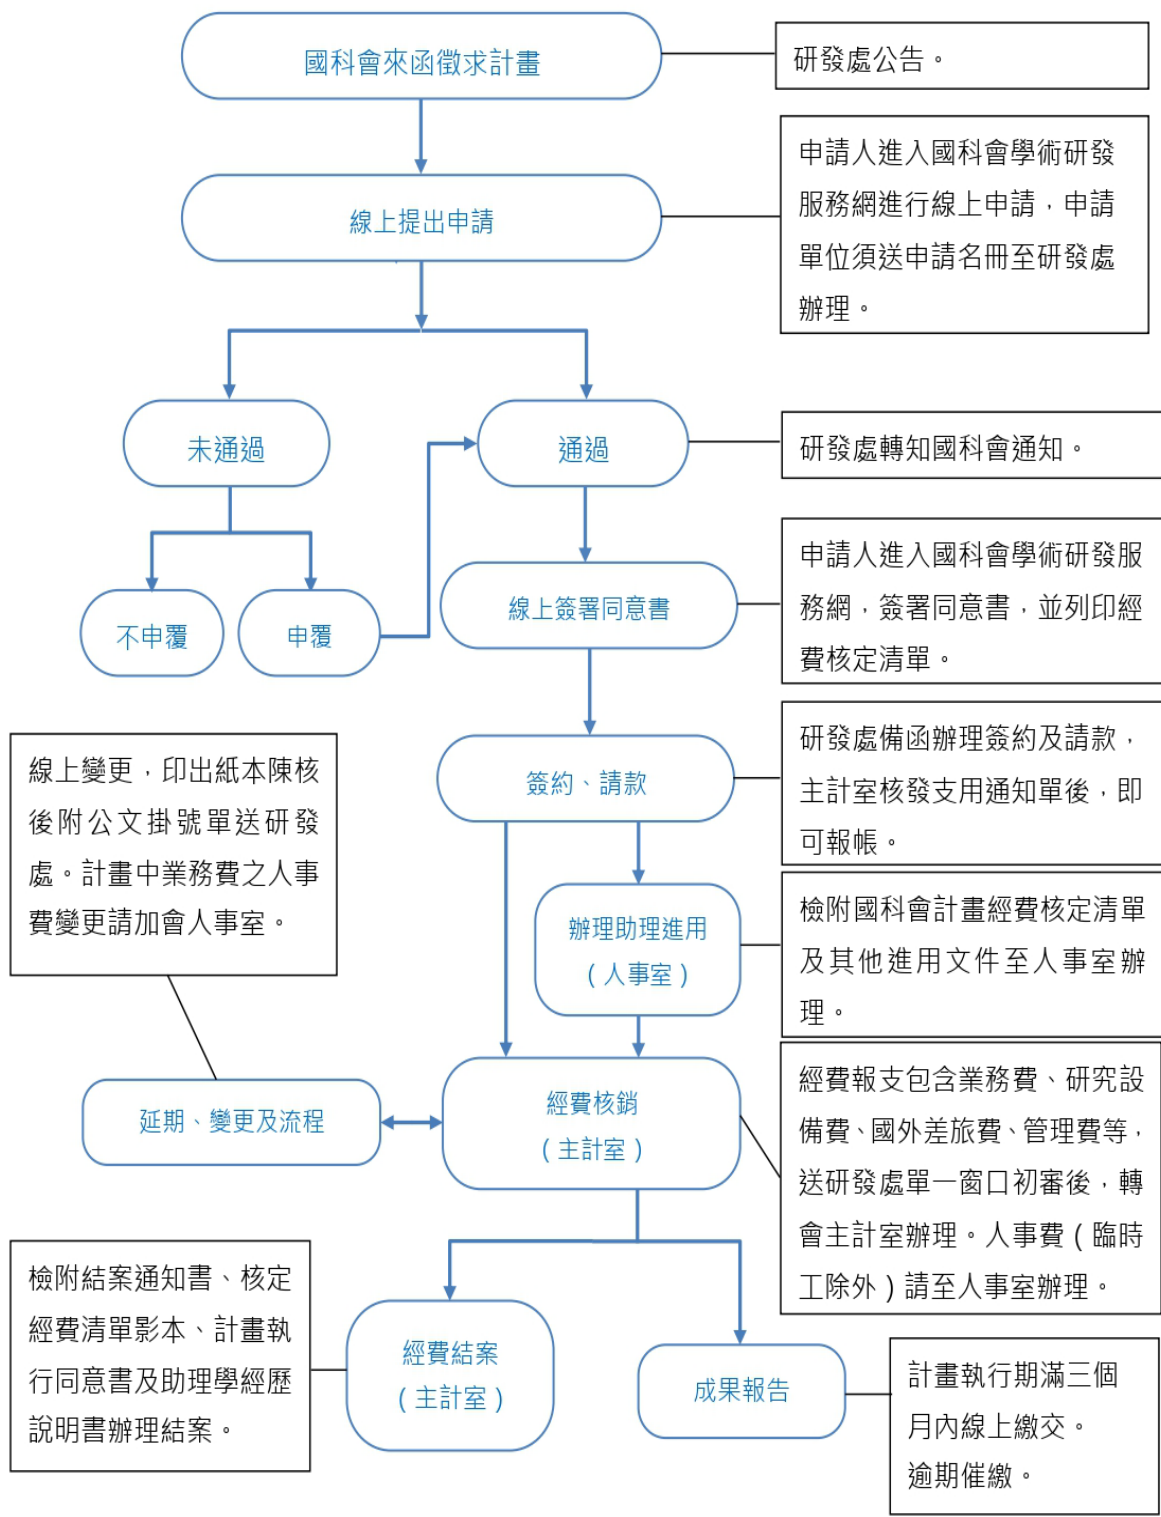 國科會來函徵求計畫
研發處公告。
線上提出申請
申請人進入國科會學術研發
服務網進行線上申請，申請
單位須送申請名冊至研發處
辦理。
未通過
通過
研發處轉知國科會通知。
不申覆
申覆
線上簽署同意書
申請人進入國科會學術研發服
務網，簽署同意書，並列印經
費核定清單。
簽約、請款
研發處備函辦理簽約及請款，
主計室核發支用通知單後，即
可報帳。
線上變更，印出紙本陳核
後附公文掛號單送研發
處。計畫中業務費之人事
費變更請加會人事室。
辦理助理進用
（人事室）
檢附國科會計畫經費核定清單
及其他進用文件至人事室辦
理。
延期、變更及流程
經費核銷
（主計室）
經費報支包含業務費、研究設
備費、國外差旅費、管理費等，
送研發處單一窗口初審後，轉
會主計室辦理。人事費（臨時
工除外）請至人事室辦理。
檢附結案通知書、核定
經費清單影本、計畫執
行同意書及助理學經歷
說明書辦理結案。
經費結案
（主計室）
成果報告
計畫執行期滿三個
月內線上繳交。
逾期催繳。